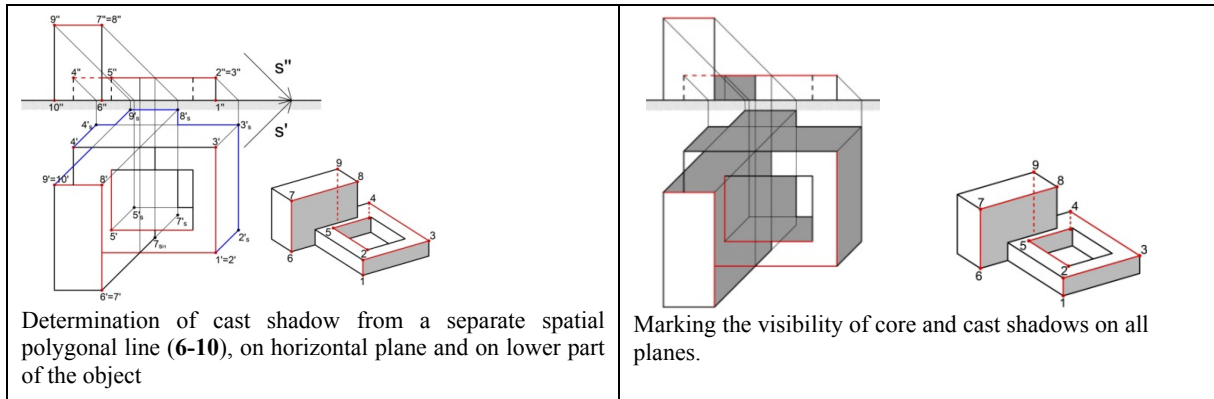 9"
7"=8"
4"
5"
2"=3"
s"
10"
6"
1"
9's
8's
4's
3's
s'
4'
3'
9'=10'
8'
5's
7's
5'
7SH
2's
1'=2'
6'=7'
9
8
7
4
5
3
2
6
1
Determination of cast shadow from a separate spatial
polygonal line (6-10), on horizontal plane and on lower part
of the object
9
8
7
4
5
3
2
6
1
Marking the visibility of core and cast shadows on all
planes.